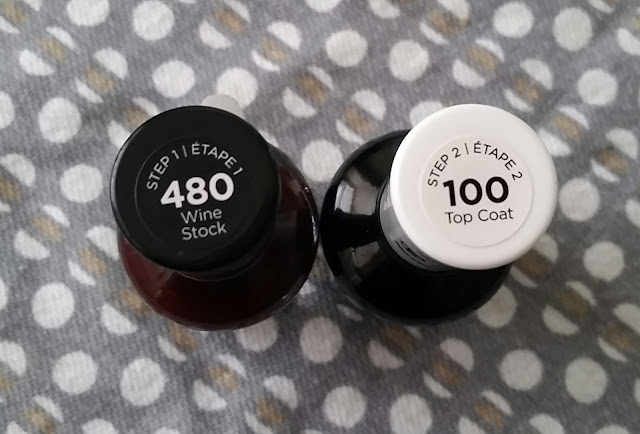 STEP 1 | ÉTAPE 1
480
Wine
Stock
STEP 2 | ÉTAPE 2
100
Top Coat